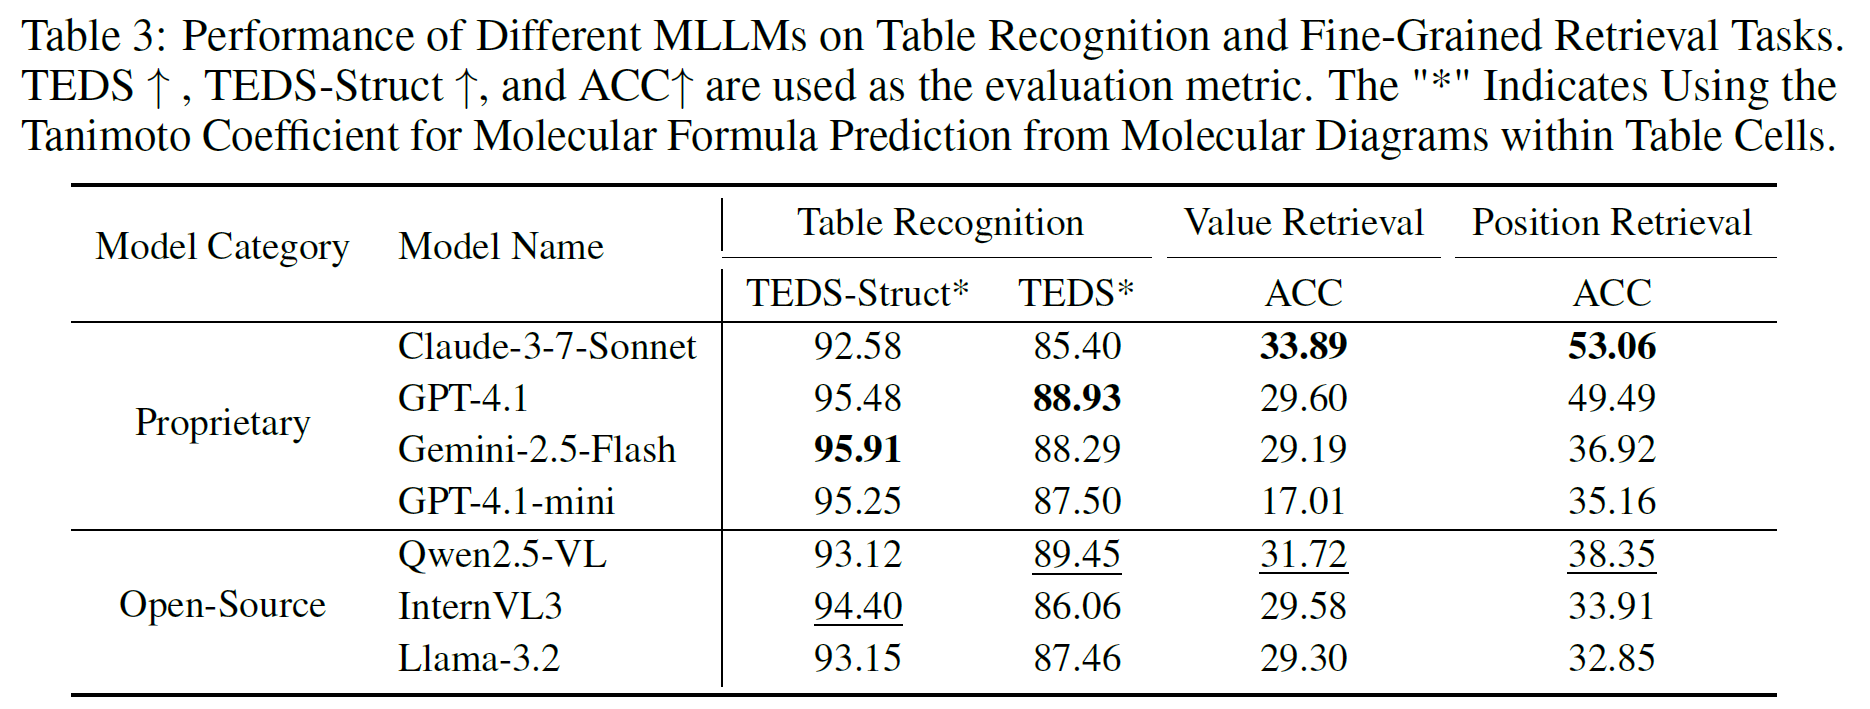 Table 3: Performance of Different MLLMs on Table Recognition and Fine-Grained Retrieval Tasks.
TEDS ↑ , TEDS-Struct ↑, and ACC↑ are used as the evaluation metric. The "*" Indicates Using the
Tanimoto Coefficient for Molecular Formula Prediction from Molecular Diagrams within Table Cells.
Model Category Model Name Table Recognition Value Retrieval Position Retrieval
TEDS-Struct* TEDS* ACC ACC
Proprietary
Claude-3-7-Sonnet 92.58 85.40 33.89 53.06
GPT-4.1 95.48 88.93 29.60 49.49
Gemini-2.5-Flash 95.91 88.29 29.19 36.92
GPT-4.1-mini 95.25 87.50 17.01 35.16
Open-Source
Qwen2.5-VL 93.12 89.45 31.72 38.35
InternVL3 94.40 86.06 29.58 33.91
Llama-3.2 93.15 87.46 29.30 32.85